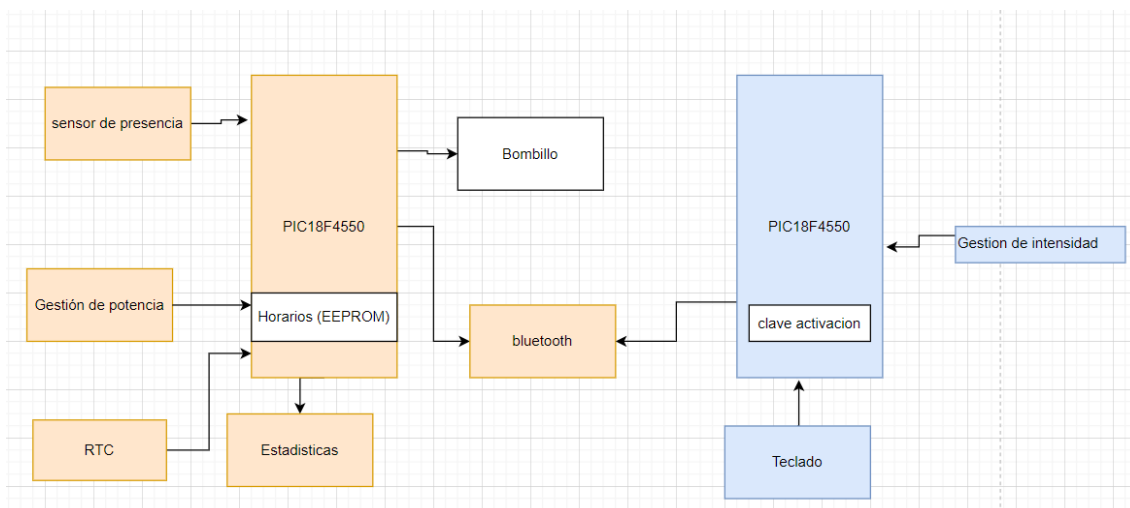 sensor de presencia
Bombillo
PIC18F4550
PIC18F4550
Gestion de intensidad
Gestión de potencia
Horarios (EEPROM)
bluetooth
clave activacion
RTC
Estadisticas
Teclado